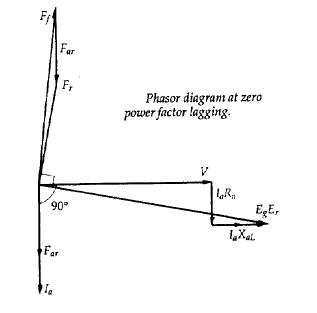 F_f
F_ar
F_r
Phasor diagram at zero
power factor lagging.
V
I_aR_a
90°
E_gE_r
I_aX_aL
F_ar
I_a